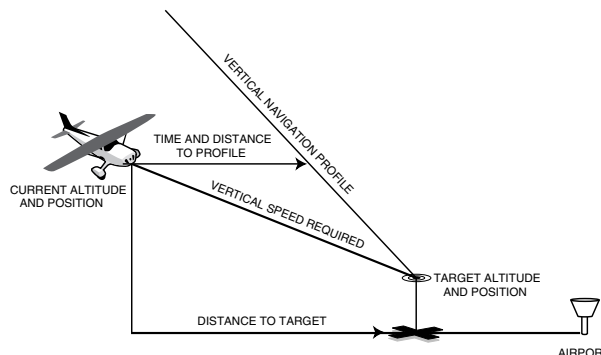 VERTICAL NAVIGATION PROFILE
TIME AND DISTANCE
TO PROFILE
CURRENT ALTITUDE
AND POSITION
VERTICAL SPEED REQUIRED
TARGET ALTITUDE
AND POSITION
DISTANCE TO TARGET
AIRPOR